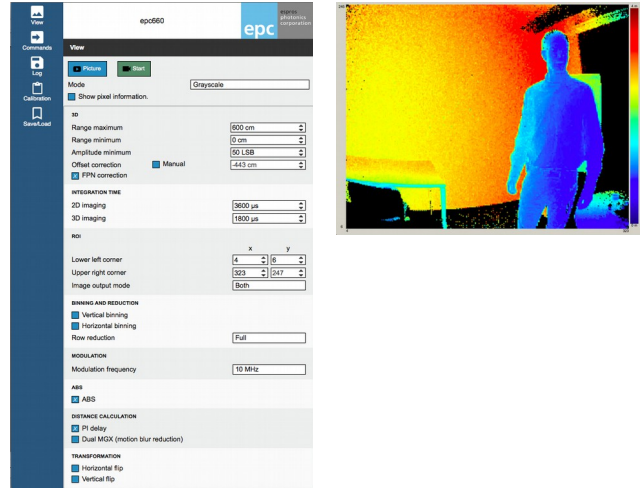 View
Commands
Log
Calibration
Save/Load
epc660
epc
espros
photonics
corporation
View
Picture
Start
Mode
Grayscale
Show pixel information.
3D
Range maximum
600 cm
Range minimum
0 cm
Amplitude minimum
50 LSB
Offset correction
Manual
-443 cm
FPN correction
INTEGRATION TIME
2D imaging
3600 µs
3D imaging
1800 µs
ROI
x y
Lower left corner
4 6
Upper right corner
323 247
Image output mode
Both
BINNING AND REDUCTION
Vertical binning
Horizontal binning
Row reduction
Full
MODULATION
Modulation frequency
10 MHz
ABS
ABS
DISTANCE CALCULATION
PI delay
Dual MGX (motion blur reduction)
TRANSFORMATION
Horizontal flip
Vertical flip